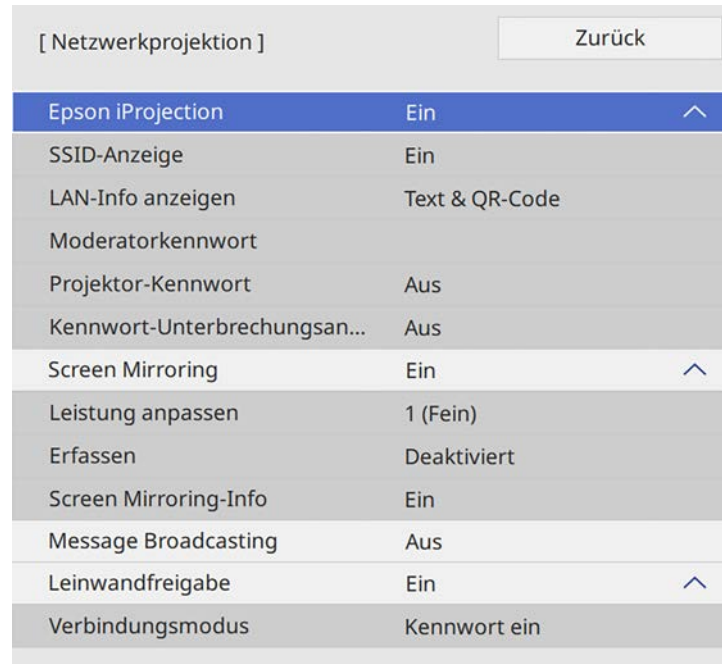 [ Netzwerkprojektion ] Zurück
Epson iProjection Ein
SSID-Anzeige Ein
LAN-Info anzeigen Text & QR-Code
Moderatorkennwort
Projektor-Kennwort Aus
Kennwort-Unterbrechungsan... Aus
Screen Mirroring Ein
Leistung anpassen 1 (Fein)
Erfassen Deaktiviert
Screen Mirroring-Info Ein
Message Broadcasting Aus
Leinwandfreigabe Ein
Verbindungsmodus Kennwort ein